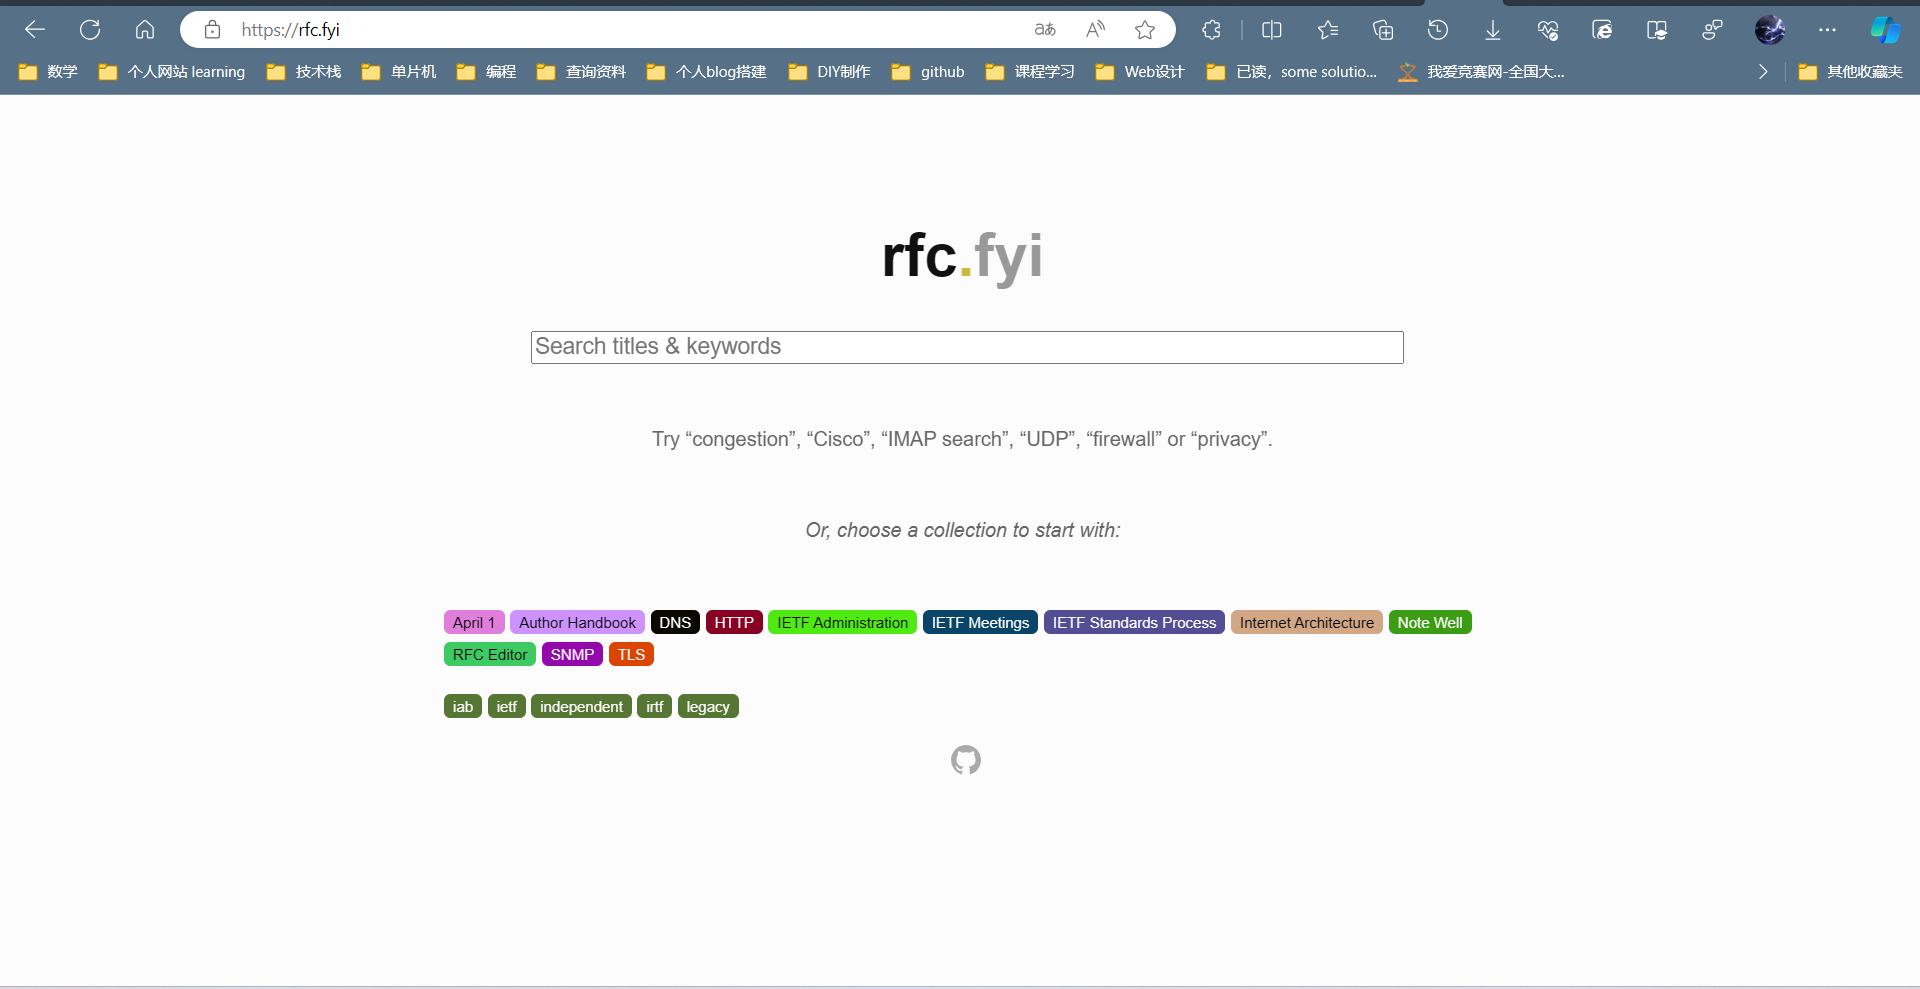 https://rfc.fyi
数学 个人网站 learning 技术栈 单片机 编程 查询资料 个人blog搭建 DIY制作 github 课程学习 Web设计 已读，some solutio... 我爱竞赛网-全国大... 其他收藏夹
rfc.fyi
Search titles & keywords
Try “congestion”, “Cisco”, “IMAP search”, “UDP”, “firewall” or “privacy”.
Or, choose a collection to start with:
April 1 Author Handbook DNS HTTP IETF Administration IETF Meetings IETF Standards Process Internet Architecture Note Well
RFC Editor SNMP TLS
iab ietf independent irtf legacy